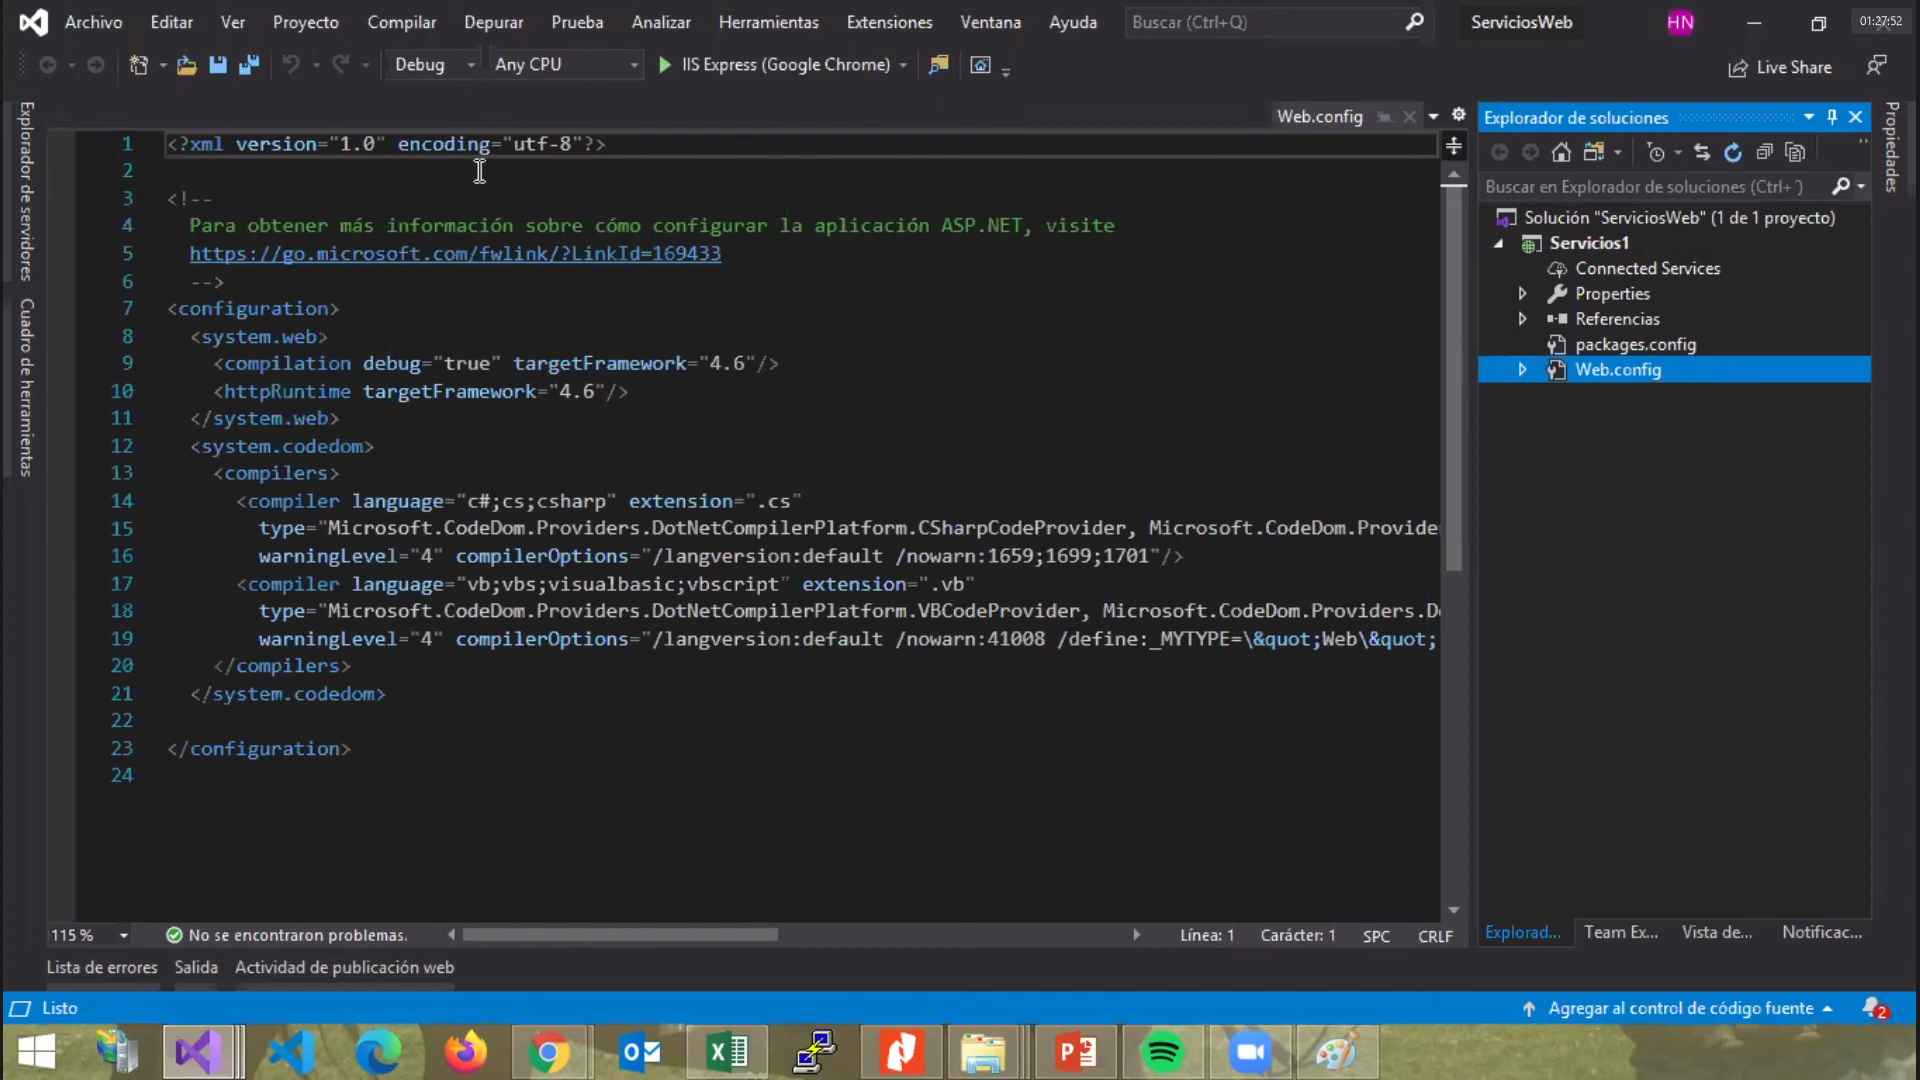 Archivo Editar Ver Proyecto Compilar Depurar Prueba Analizar Herramientas Extensiones Ventana Ayuda Buscar (Ctrl+Q) ServiciosWeb HN 01:27:52
Debug Any CPU IIS Express (Google Chrome) Live Share
Explorador de servidores
Cuadro de herramientas
Web.config
1 <?xml version="1.0" encoding="utf-8"?>
2
3 <!--
4 Para obtener más información sobre cómo configurar la aplicación ASP.NET, visite
5 https://go.microsoft.com/fwlink/?LinkId=169433
6 -->
7 <configuration>
8 <system.web>
9 <compilation debug="true" targetFramework="4.6"/>
10 <httpRuntime targetFramework="4.6"/>
11 </system.web>
12 <system.codedom>
13 <compilers>
14 <compiler language="c#;cs;csharp" extension=".cs"
15 type="Microsoft.CodeDom.Providers.DotNetCompilerPlatform.CSharpCodeProvider, Microsoft.CodeDom.Provider
16 warningLevel="4" compilerOptions="/langversion:default /nowarn:1659;1699;1701"/>
17 <compiler language="vb;vbs;visualbasic;vbscript" extension=".vb"
18 type="Microsoft.CodeDom.Providers.DotNetCompilerPlatform.VBCodeProvider, Microsoft.CodeDom.Providers.Do
19 warningLevel="4" compilerOptions="/langversion:default /nowarn:41008 /define:_MYTYPE=\&quot;Web\&quot;
20 </compilers>
21 </system.codedom>
22
23 </configuration>
24
115 % No se encontraron problemas. Línea: 1 Carácter: 1 SPC CRLF
Explorador de soluciones
Buscar en Explorador de soluciones (Ctrl+´)
Solución "ServiciosWeb" (1 de 1 proyecto)
Servicios1
Connected Services
Properties
Referencias
packages.config
Web.config
Explorad... Team Ex... Vista de... Notificac...
Propiedades
Lista de errores Salida Actividad de publicación web
Listo Agregar al control de código fuente 2